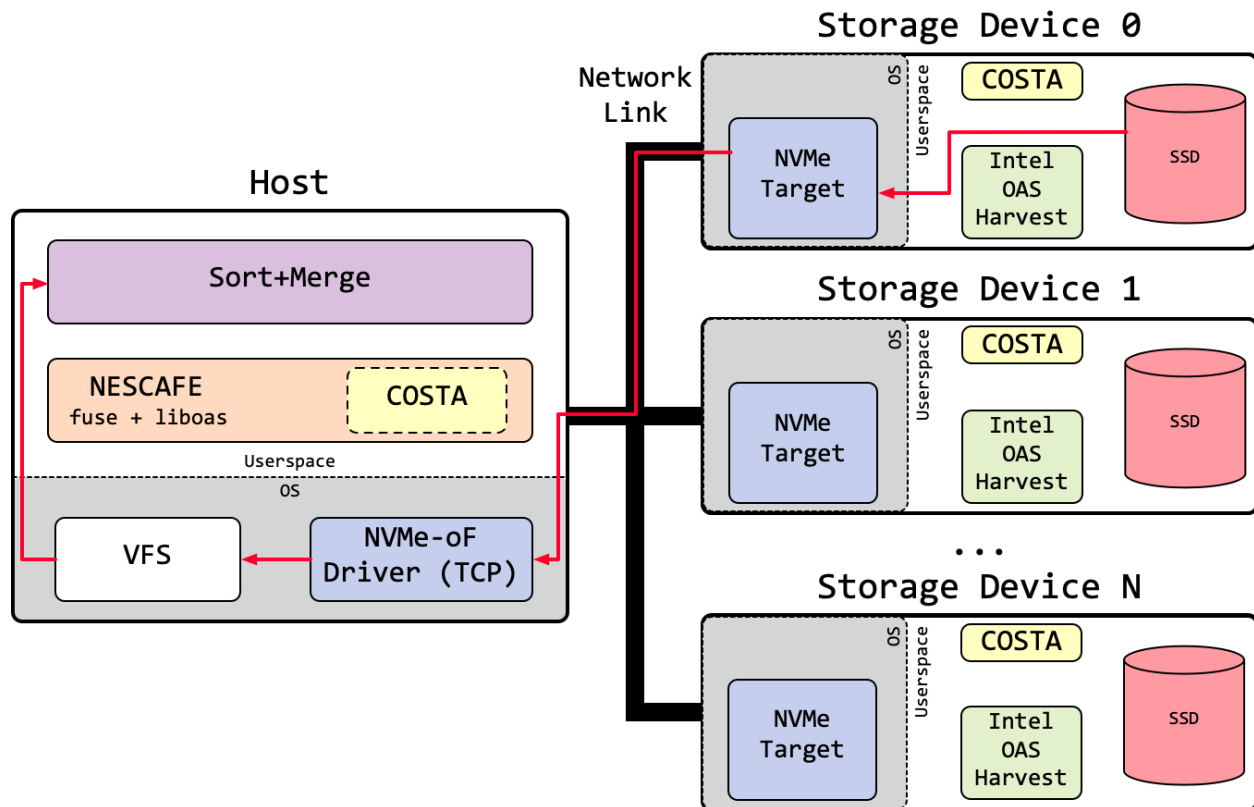 Host
Sort+Merge
NESCAFE
fuse + liboas
COSTA
Userspace
OS
VFS
NVMe-oF
Driver (TCP)
Network
Link
Storage Device 0
OS
Userspace
NVMe
Target
COSTA
Intel
OAS
Harvest
SSD
Storage Device 1
OS
Userspace
NVMe
Target
COSTA
Intel
OAS
Harvest
SSD
...
Storage Device N
OS
Userspace
NVMe
Target
COSTA
Intel
OAS
Harvest
SSD